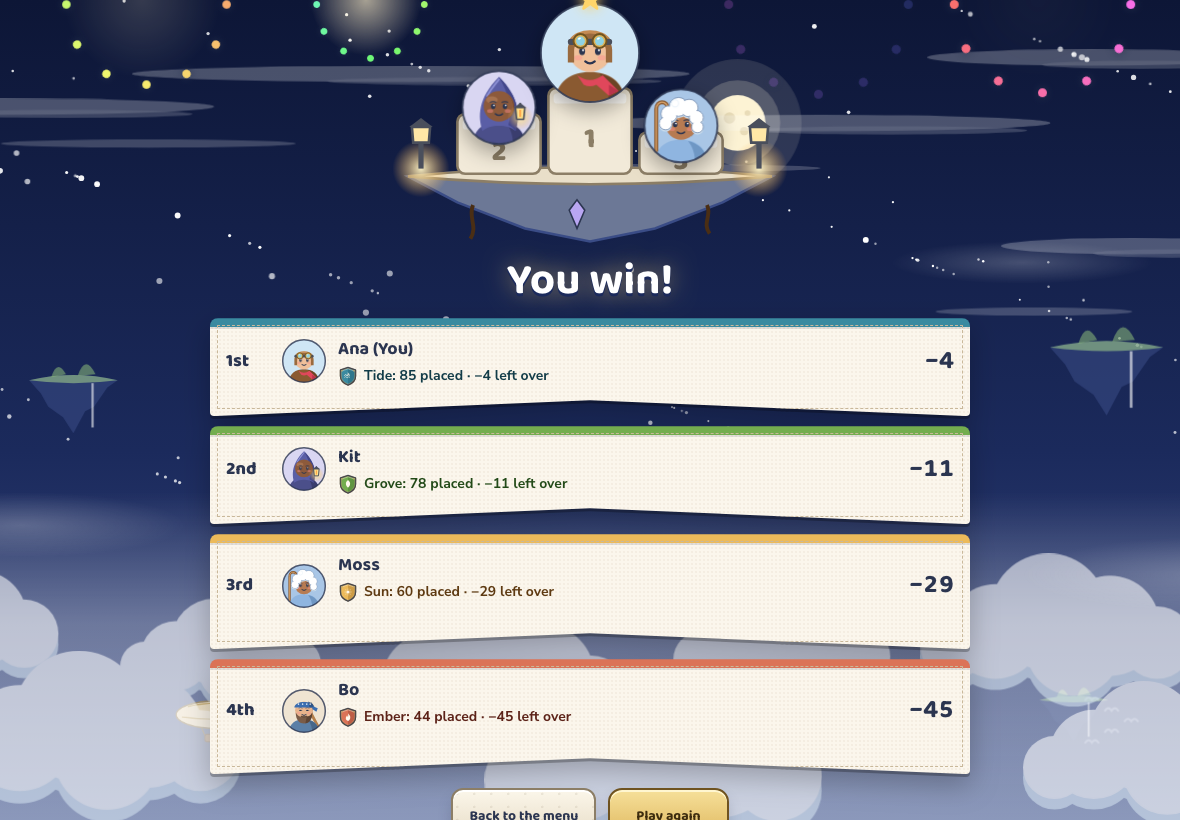 1
2
3
You win!
1st
Ana (You)
Tide: 85 placed · −4 left over
−4
2nd
Kit
Grove: 78 placed · −11 left over
−11
3rd
Moss
Sun: 60 placed · −29 left over
−29
4th
Bo
Ember: 44 placed · −45 left over
−45
Back to the menu
Play again